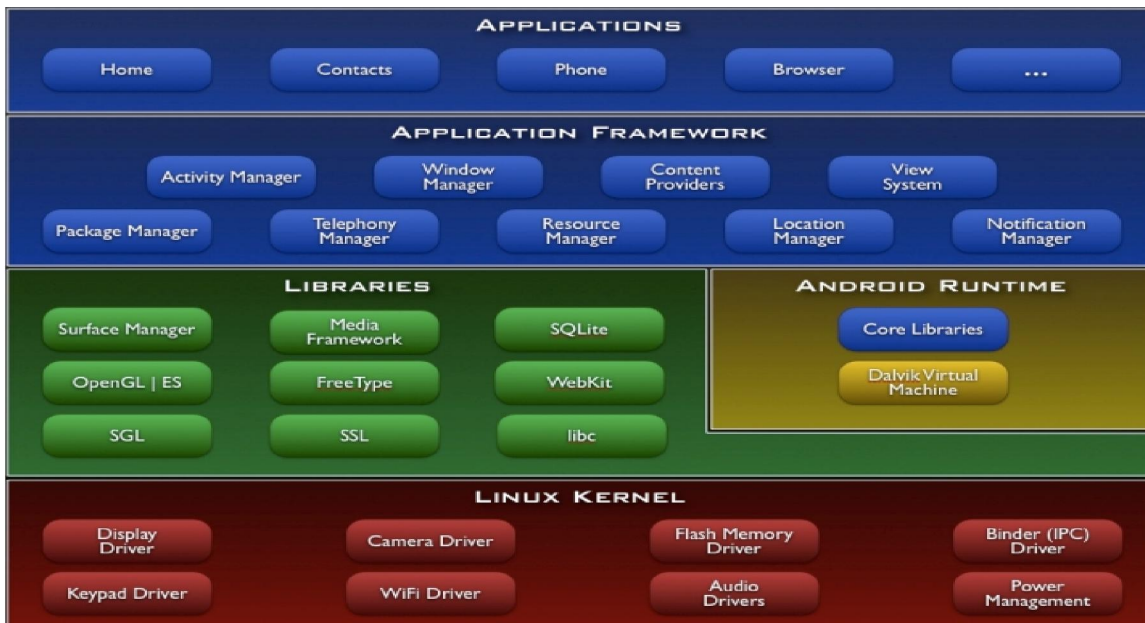 APPLICATIONS
Home
Contacts
Phone
Browser
...
APPLICATION FRAMEWORK
Activity Manager
Window
Manager
Content
Providers
View
System
Package Manager
Telephony
Manager
Resource
Manager
Location
Manager
Notification
Manager
LIBRARIES
Surface Manager
Media
Framework
SQLite
OpenGL | ES
FreeType
WebKit
SGL
SSL
libc
ANDROID RUNTIME
Core Libraries
Dalvik Virtual
Machine
LINUX KERNEL
Display
Driver
Camera Driver
Flash Memory
Driver
Binder (IPC)
Driver
Keypad Driver
WiFi Driver
Audio
Drivers
Power
Management